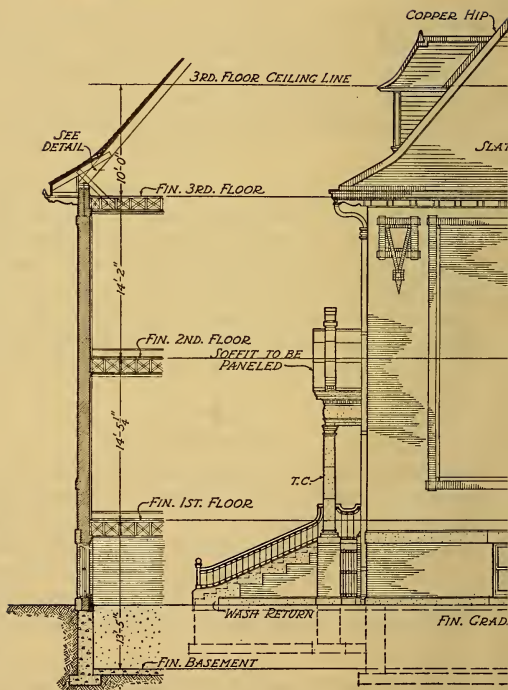 COPPER HIP
3RD. FLOOR CEILING LINE
SEE
DETAIL
10'-0"
SLAT
FIN. 3RD. FLOOR
14'-2"
FIN. 2ND. FLOOR
SOFFIT TO BE
PANELED
14'-5¼"
T.C.
FIN. 1ST. FLOOR
WASH RETURN
FIN. GRAD
13'-5"
FIN. BASEMENT